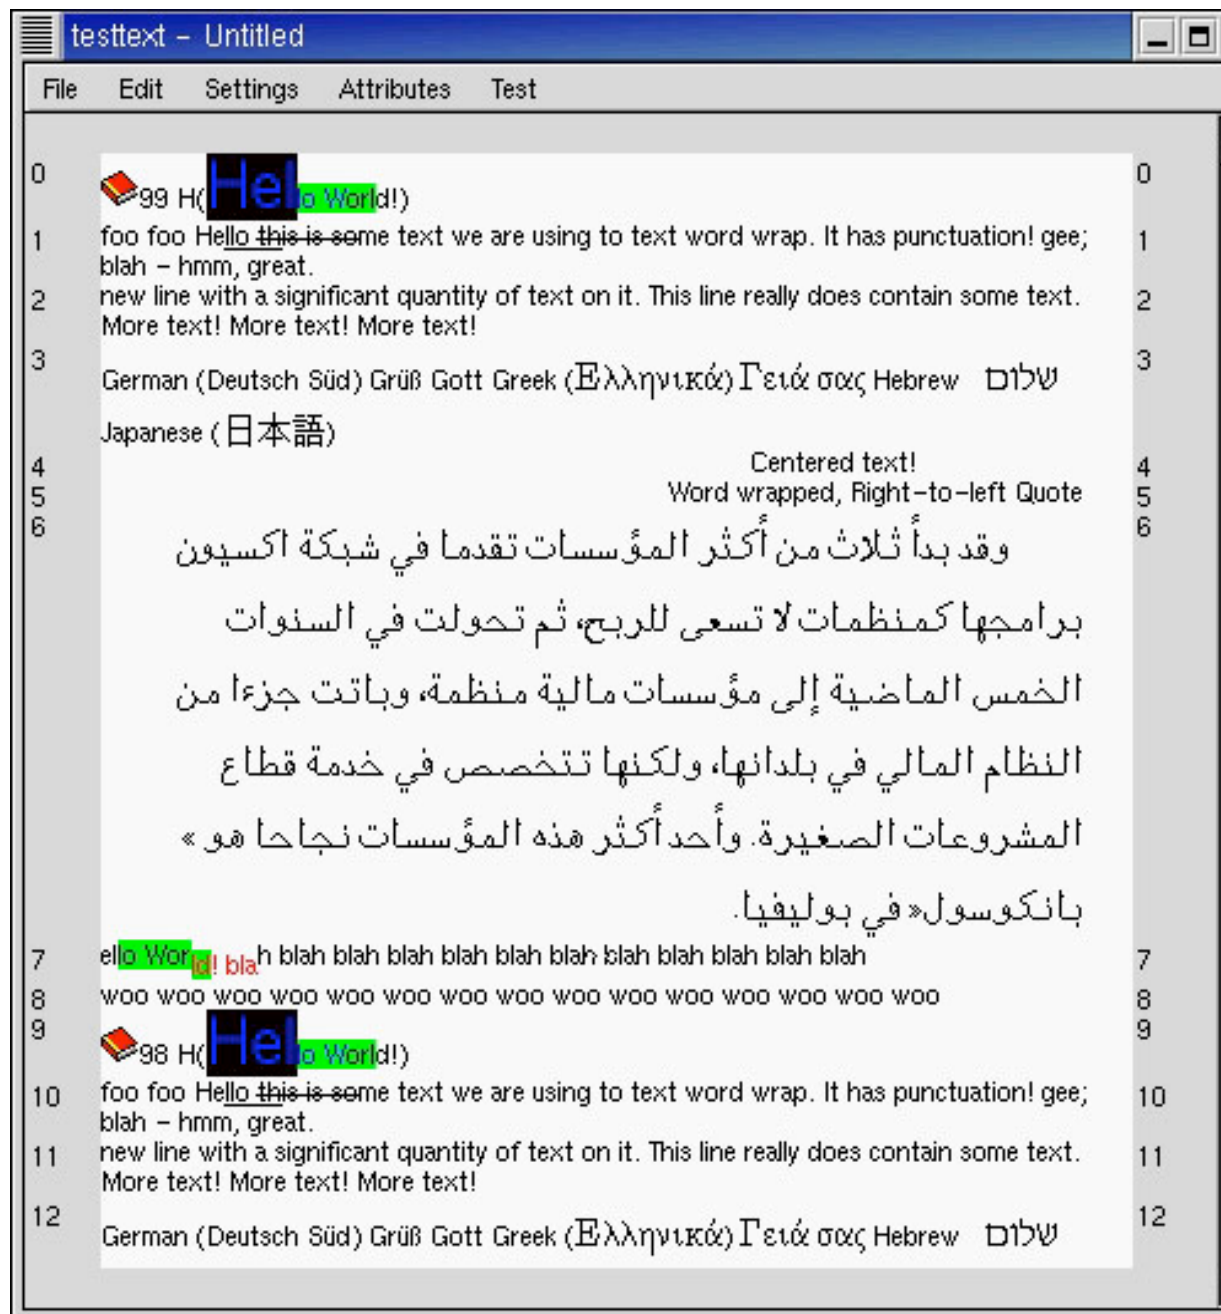 testtext – Untitled
File Edit Settings Attributes Test
0 99 H(Hello World!) 0
1 foo foo Hello this is some text we are using to text word wrap. It has punctuation! gee; 1
blah – hmm, great.
2 new line with a significant quantity of text on it. This line really does contain some text. 2
More text! More text! More text!
3 German (Deutsch Süd) Grüß Gott Greek (Ελληνικά) Γειά σας Hebrew שלום 3
Japanese (日本語)
4 Centered text! 4
5 Word wrapped, Right-to-left Quote 5
6 وقد بدأ ثلاث من أكثر المؤسسات تقدما في شبكة اكسيون 6
برامجها كمنظمات لا تسعى للربح، ثم تحولت في السنوات
الخمس الماضية إلى مؤسسات مالية منظمة، وباتت جزءا من
النظام المالي في بلدانها، ولكنها تتخصص في خدمة قطاع
المشروعات الصغيرة. وأحد أكثر هذه المؤسسات نجاحا هو »
بانكوسول« في بوليفيا.
7 ello World! blah blah blah blah blah blah blah blah blah blah blah blah 7
8 woo woo woo woo woo woo woo woo woo woo woo woo woo woo woo 8
9 98 H(Hello World!) 9
10 foo foo Hello this is some text we are using to text word wrap. It has punctuation! gee; 10
blah – hmm, great.
11 new line with a significant quantity of text on it. This line really does contain some text. 11
More text! More text! More text!
12 German (Deutsch Süd) Grüß Gott Greek (Ελληνικά) Γειά σας Hebrew שלום 12